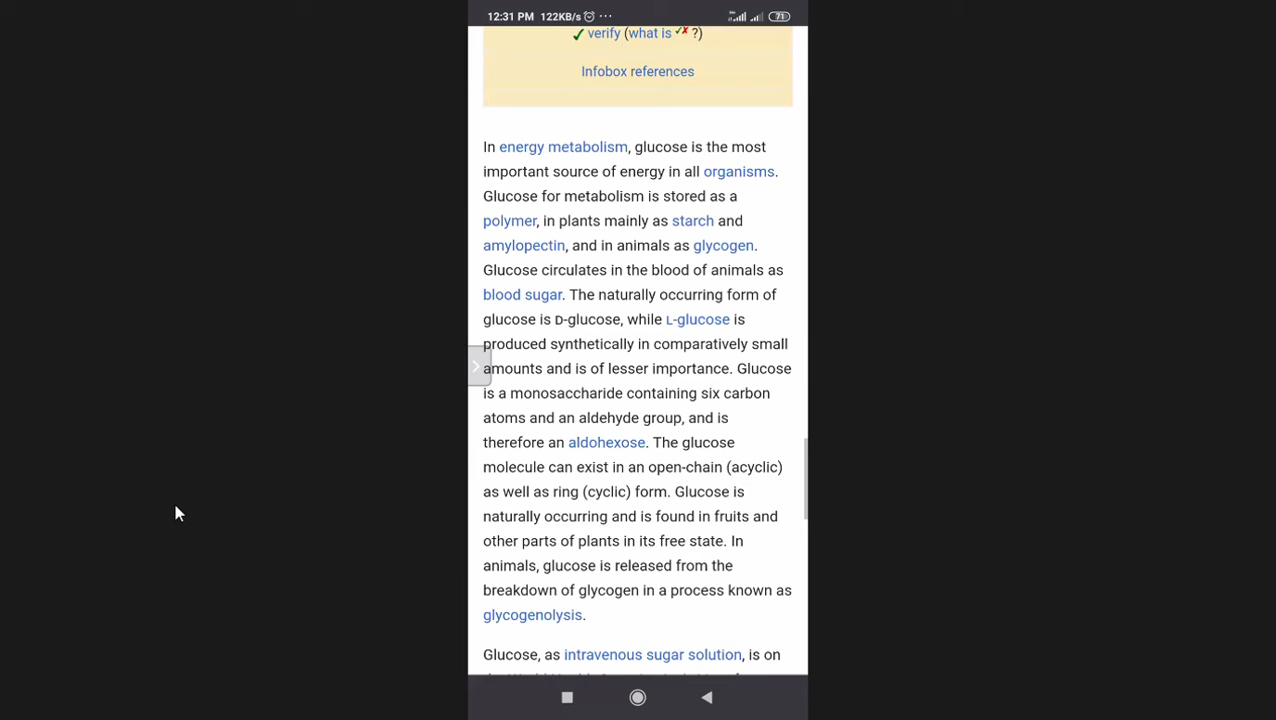 12:31 PM 122KB/s ...
71
verify (what is ?)
Infobox references
In energy metabolism, glucose is the most
important source of energy in all organisms.
Glucose for metabolism is stored as a
polymer, in plants mainly as starch and
amylopectin, and in animals as glycogen.
Glucose circulates in the blood of animals as
blood sugar. The naturally occurring form of
glucose is D-glucose, while L-glucose is
produced synthetically in comparatively small
amounts and is of lesser importance. Glucose
is a monosaccharide containing six carbon
atoms and an aldehyde group, and is
therefore an aldohexose. The glucose
molecule can exist in an open-chain (acyclic)
as well as ring (cyclic) form. Glucose is
naturally occurring and is found in fruits and
other parts of plants in its free state. In
animals, glucose is released from the
breakdown of glycogen in a process known as
glycogenolysis.
Glucose, as intravenous sugar solution, is on